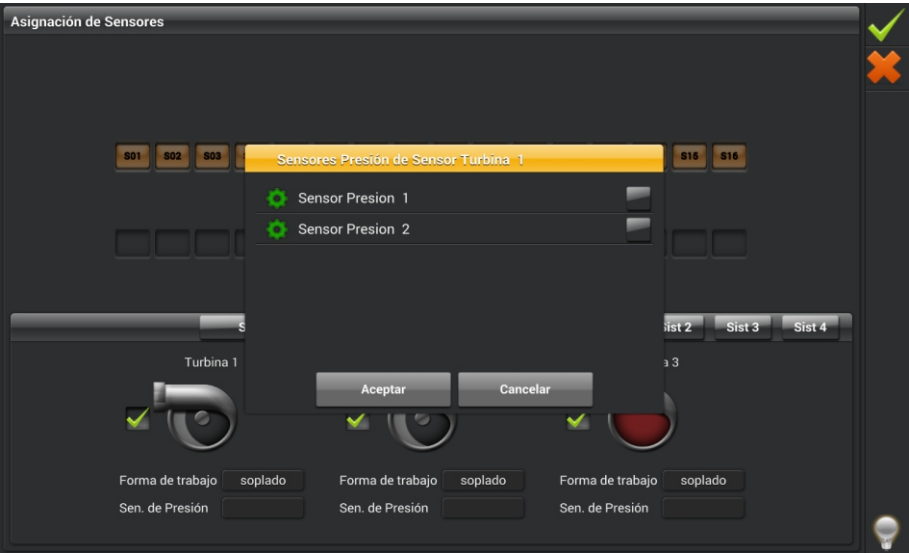 Asignación de Sensores
S01 S02 S03 S15 S16
Sensores Presión de Sensor Turbina 1
Sensor Presion 1
Sensor Presion 2
Sist 3 Sist 4
Turbina 1
3
Aceptar Cancelar
Forma de trabajo soplado Forma de trabajo soplado Forma de trabajo soplado
Sen. de Presión Sen. de Presión Sen. de Presión